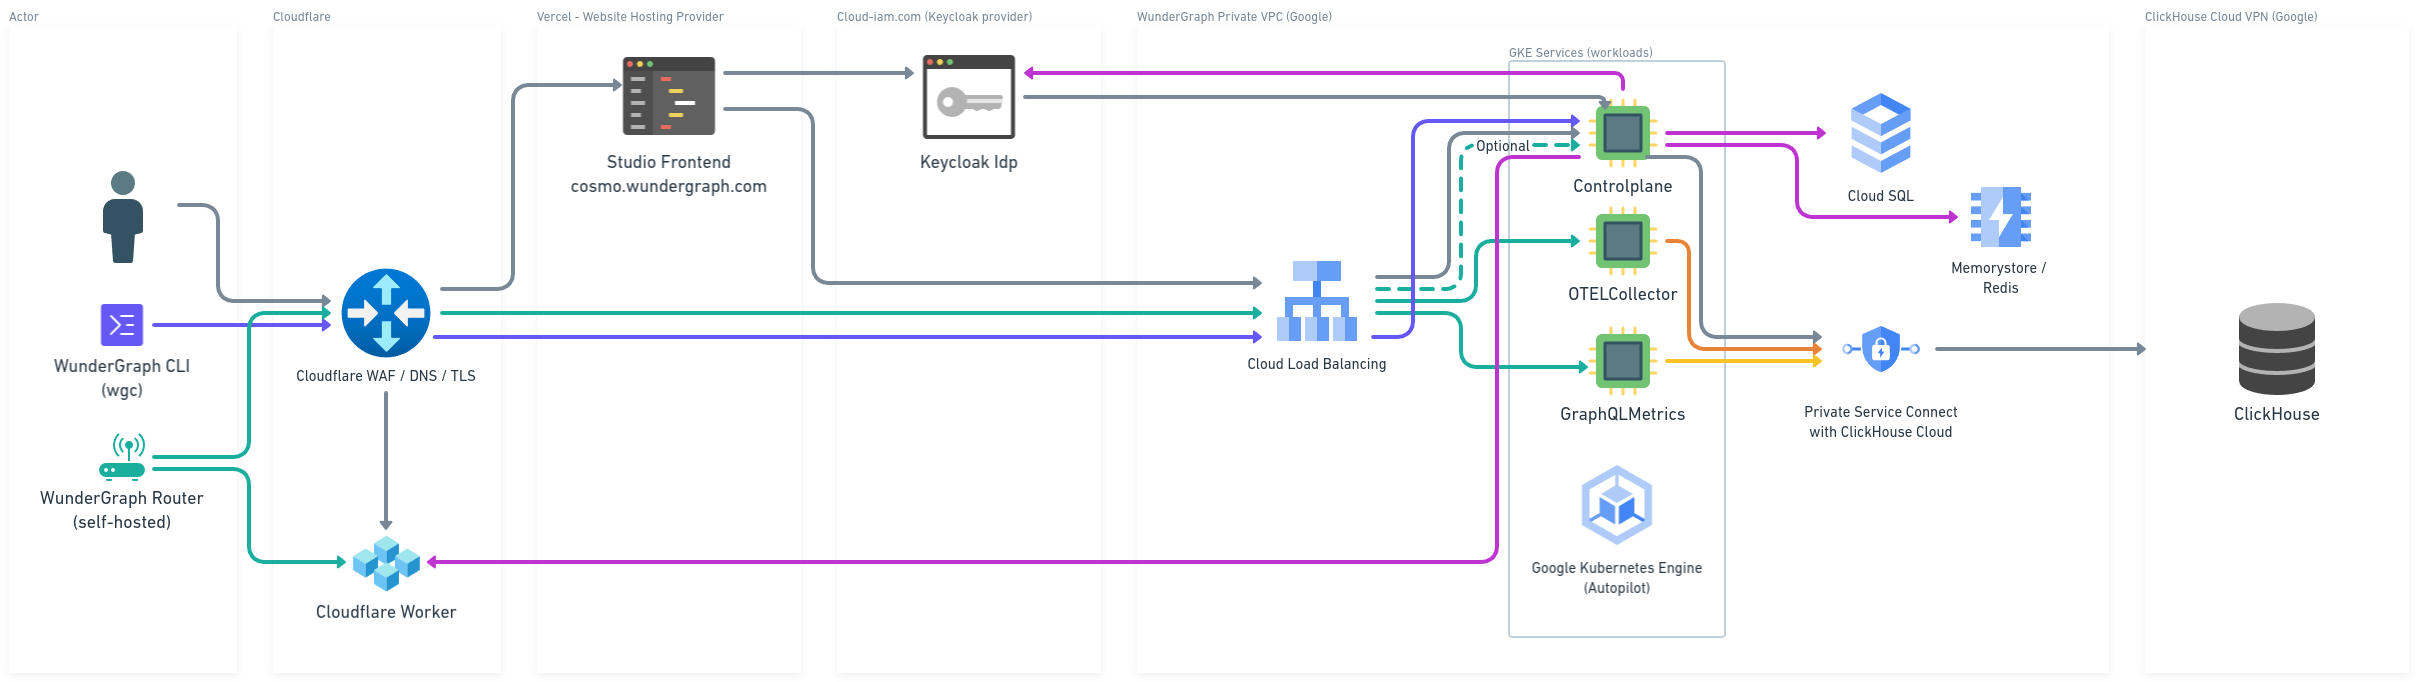 Actor
Cloudflare
Vercel - Website Hosting Provider
Cloud-iam.com (Keycloak provider)
WunderGraph Private VPC (Google)
ClickHouse Cloud VPN (Google)
GKE Services (workloads)
Studio Frontend
cosmo.wundergraph.com
Keycloak Idp
Optional
Controlplane
Cloud SQL
Memorystore /
Redis
OTELCollector
WunderGraph CLI
(wgc)
Cloudflare WAF / DNS / TLS
Cloud Load Balancing
GraphQLMetrics
Private Service Connect
with ClickHouse Cloud
ClickHouse
WunderGraph Router
(self-hosted)
Google Kubernetes Engine
(Autopilot)
Cloudflare Worker